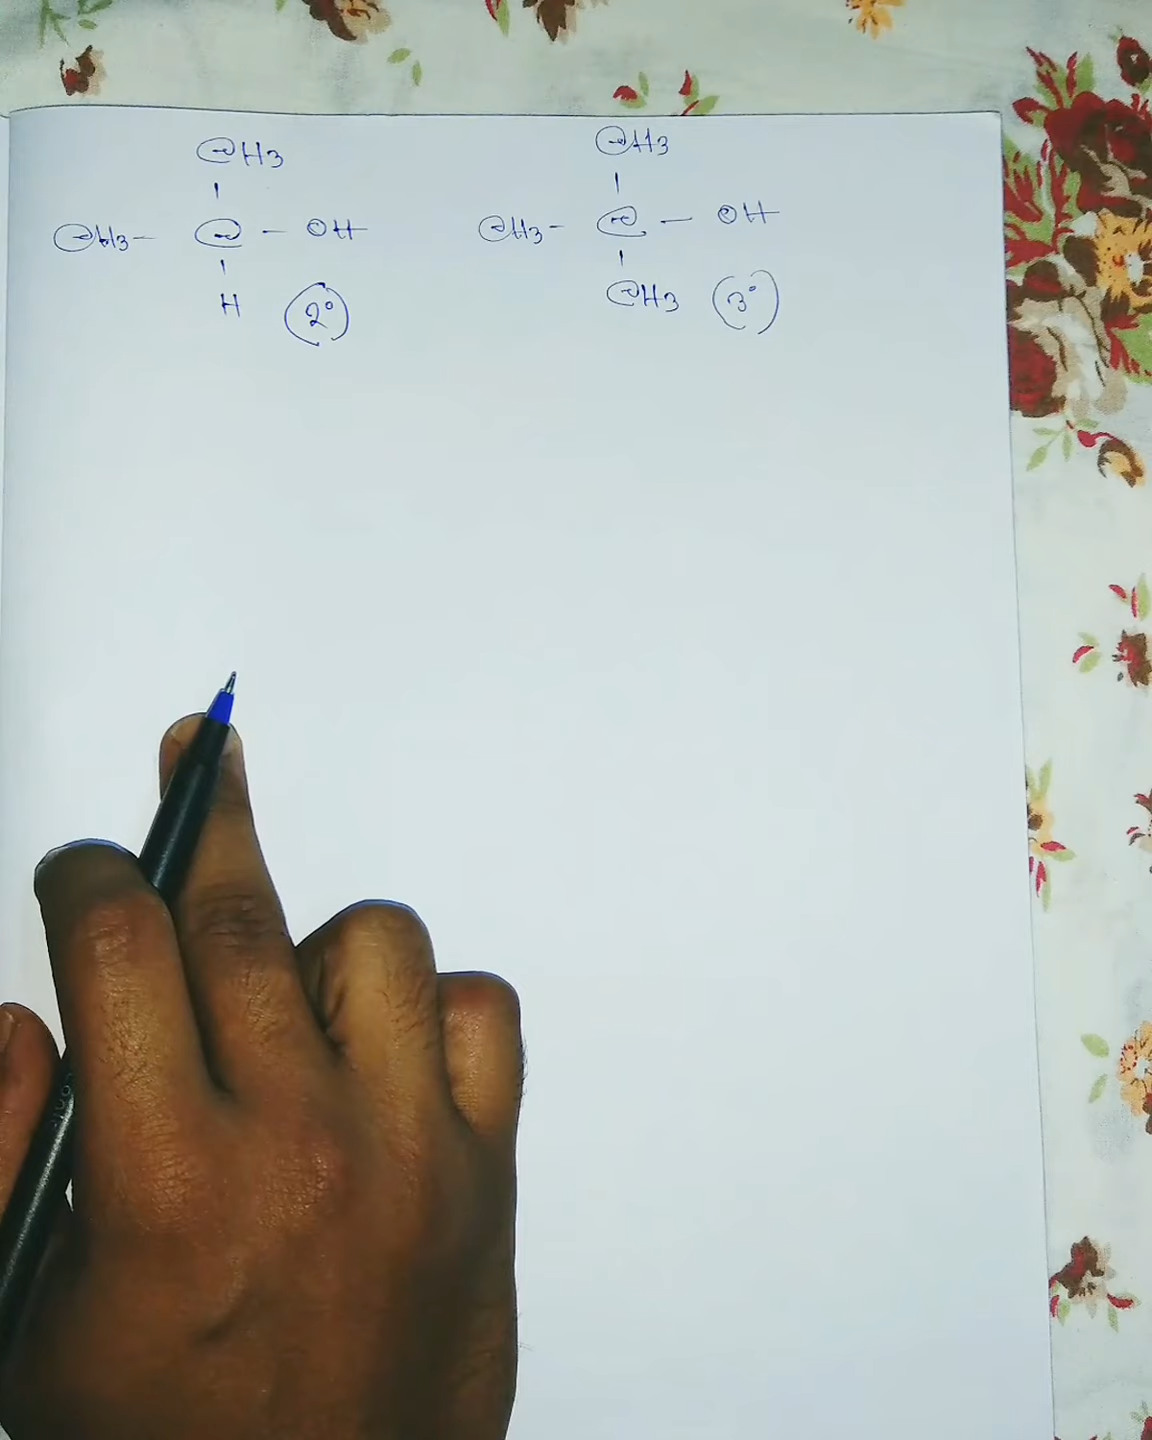 CH3 CH3
| |
CH3 – C – OH CH3 – C – OH
| |
H (2°) CH3 (3°)